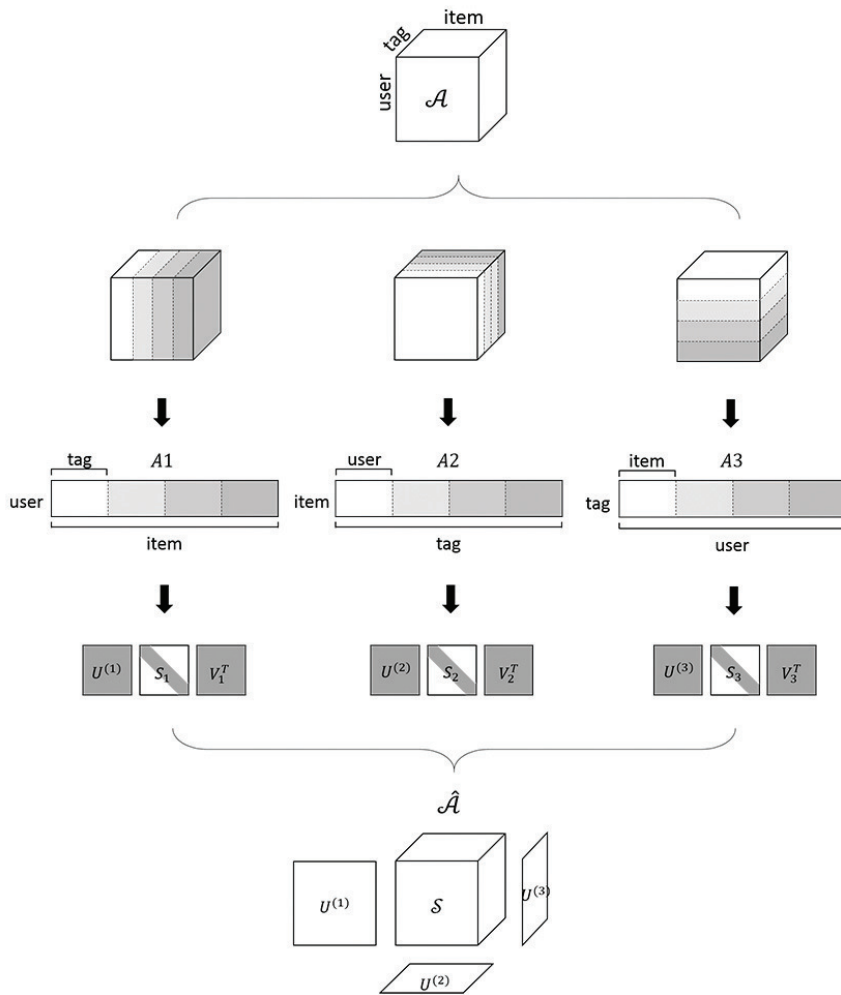 item
tag
user
𝒜
tag A1
user
item
user A2
item
tag
item A3
tag
user
U⁽¹⁾ S₁ V₁ᵀ
U⁽²⁾ S₂ V₂ᵀ
U⁽³⁾ S₃ V₃ᵀ
𝒜̂
U⁽¹⁾ 𝒮 U⁽³⁾
U⁽²⁾